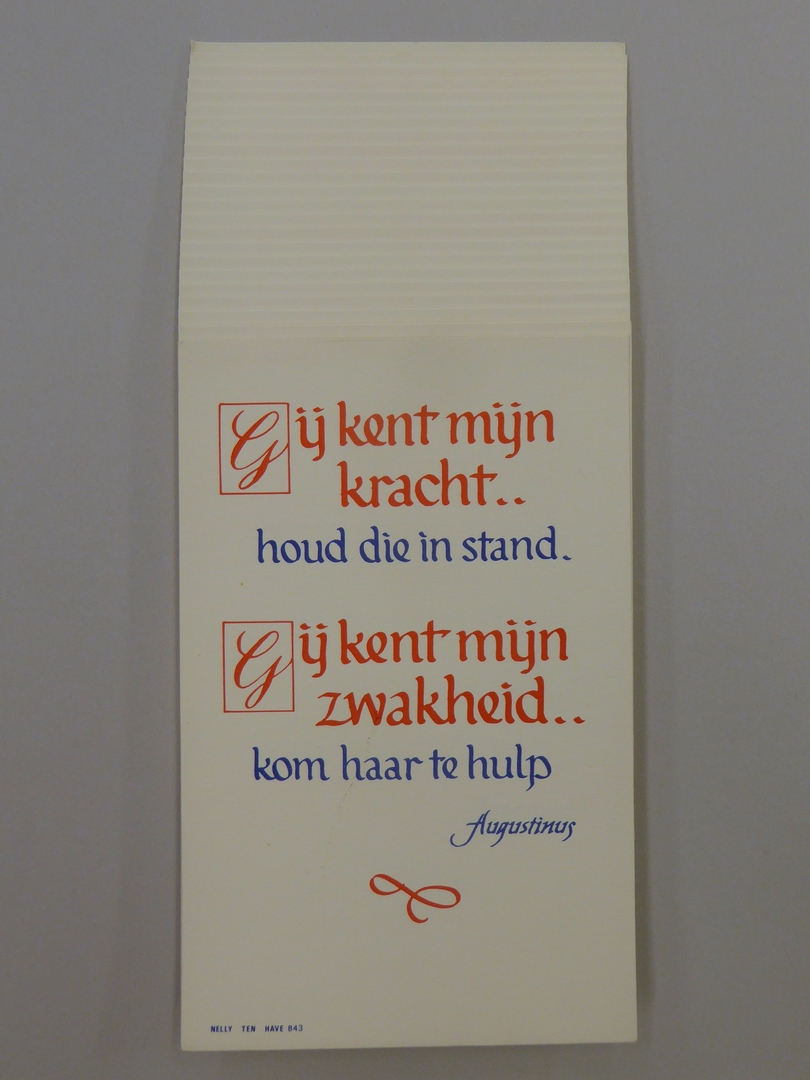 Gij kent mijn
kracht..
houd die in stand.
Gij kent mijn
zwakheid..
kom haar te hulp
Augustinus
NELLY TEN HAVE B43